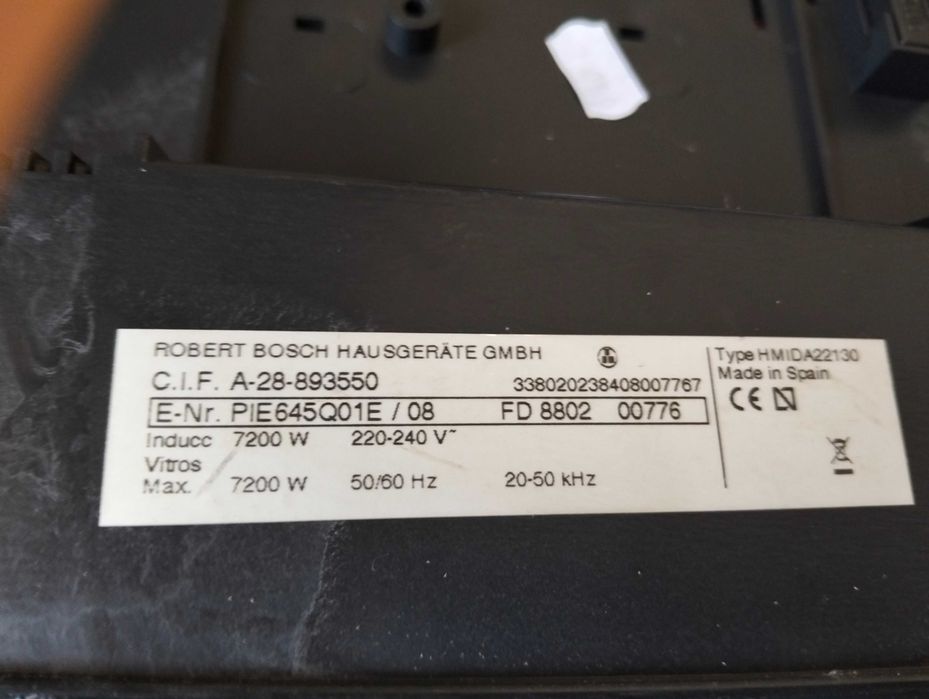 ROBERT BOSCH HAUSGERÄTE GMBH
C.I.F. A-28-893550
338020238408007767
E-Nr. PIE645Q01E / 08 FD 8802 00776
Inducc 7200 W 220-240 V~
Vitros
Max. 7200 W 50/60 Hz 20-50 kHz
Type HMIDA22130
Made in Spain
CE N